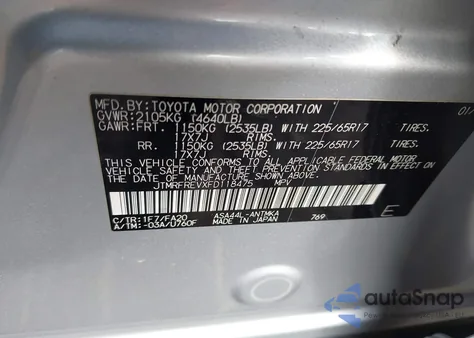 MFD.BY:TOYOTA MOTOR CORPORATION 01/
GVWR:2105KG (4640LB)
GAWR:FRT. 1150KG (2535LB) WITH 225/65R17 TIRES.
17X7J RIMS.
RR. 1150KG (2535LB) WITH 225/65R17 TIRES.
17X7J RIMS.
THIS VEHICLE CONFORMS TO ALL APPLICABLE FEDERAL MOTOR
VEHICLE SAFETY AND BUMPER STANDARDS IN EFFECT ON THE
DATE OF MANUFACTURE SHOWN ABOVE.
JTMRFREVXFD118475 MPV
C/TR:1F7/FA20 ASA44L-ANTMKA 769
A/TM:-03A/U760F MADE IN JAPAN E
autoSnap